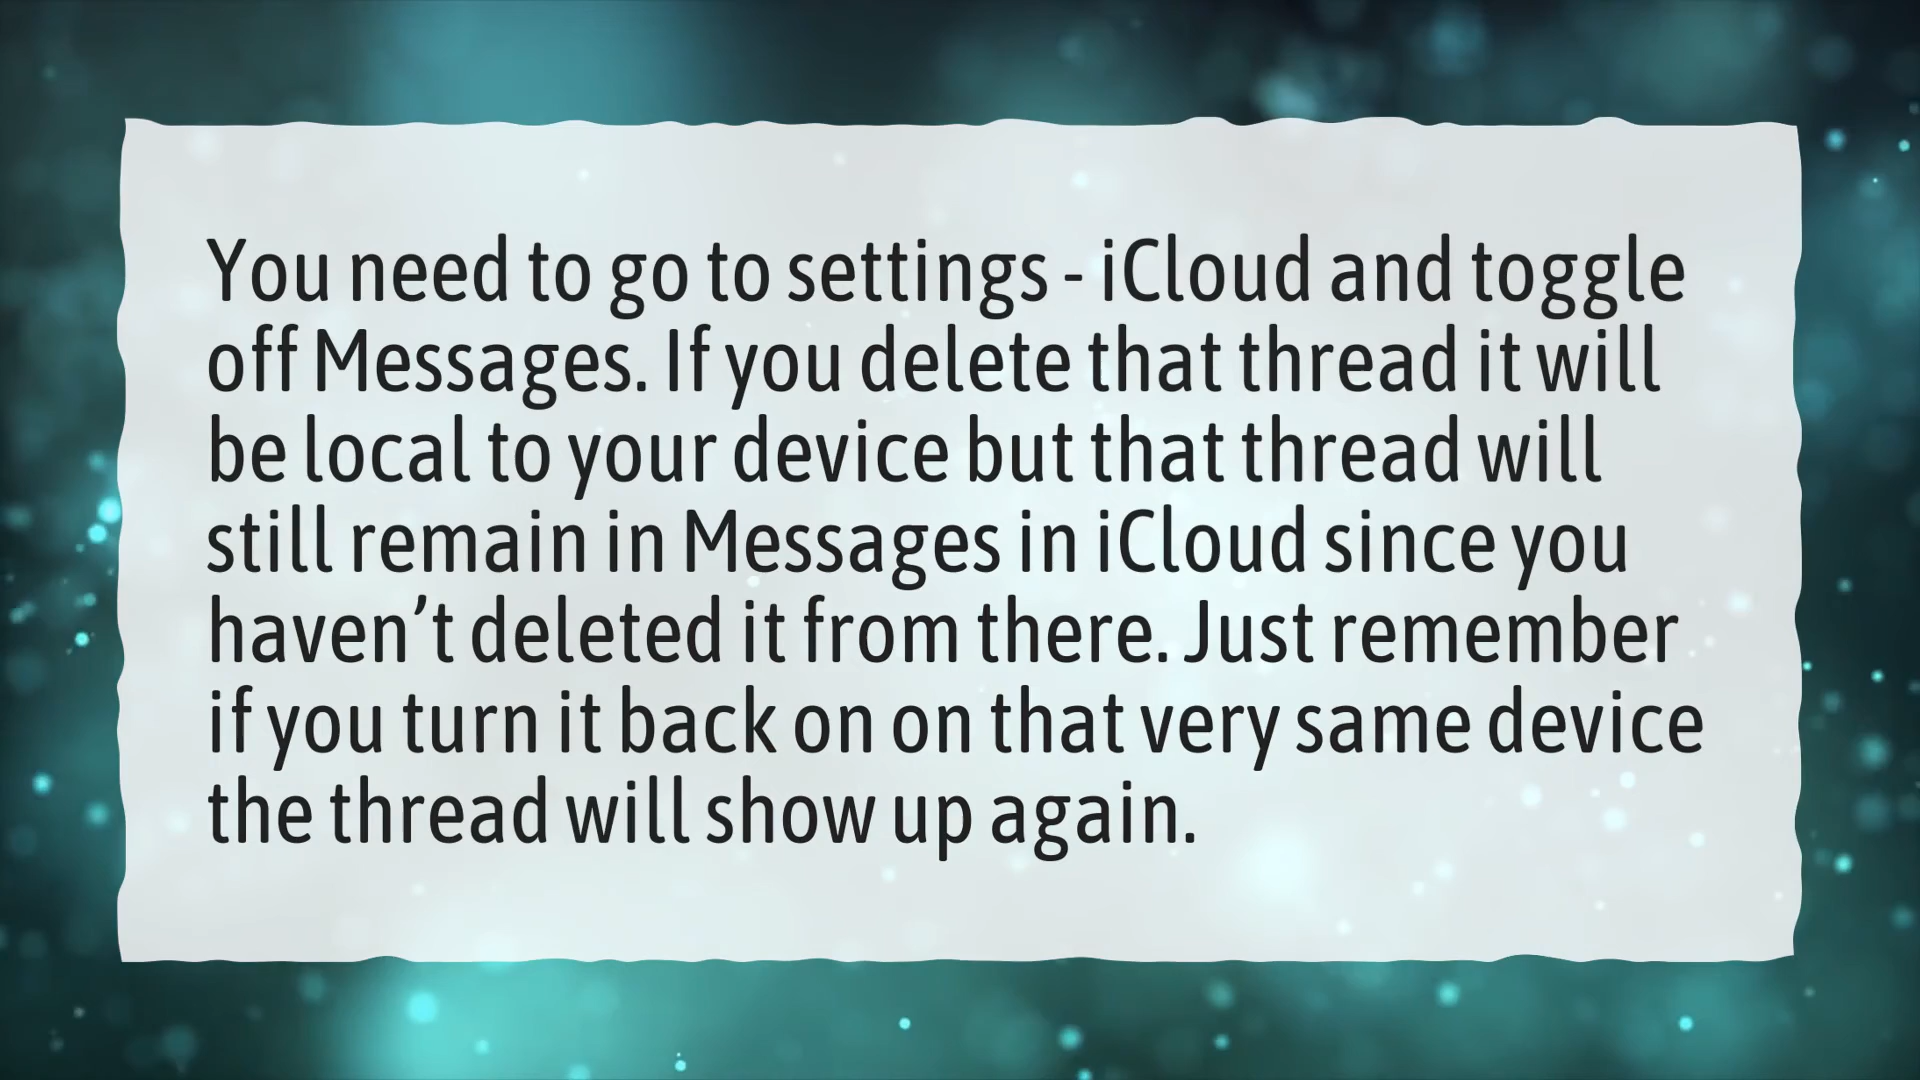 You need to go to settings - iCloud and toggle
off Messages. If you delete that thread it will
be local to your device but that thread will
still remain in Messages in iCloud since you
haven’t deleted it from there. Just remember
if you turn it back on on that very same device
the thread will show up again.